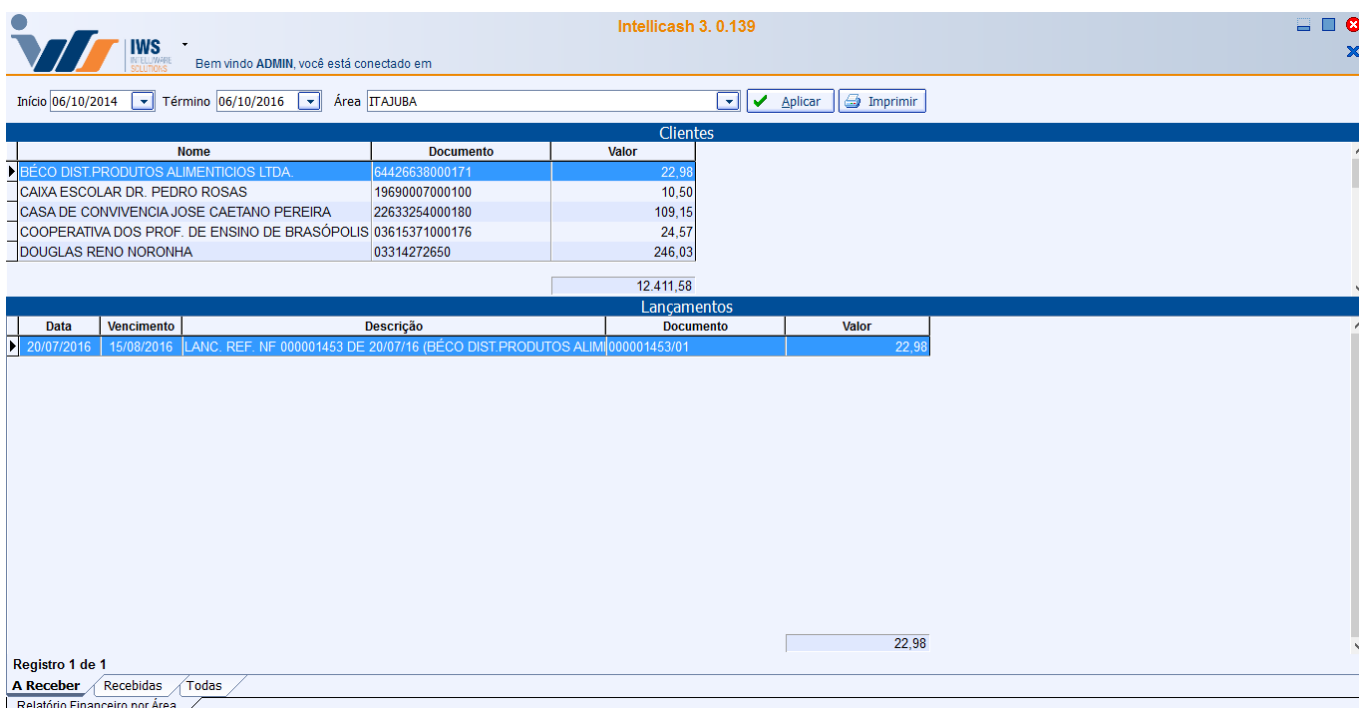 Intellicash 3. 0.139
IWS
INTELLIWARE
SOLUTIONS
Bem vindo ADMIN, você está conectado em
Início 06/10/2014 Término 06/10/2016 Área ITAJUBA Aplicar Imprimir
Clientes
Nome Documento Valor
BÉCO DIST.PRODUTOS ALIMENTICIOS LTDA. 64426638000171 22,98
CAIXA ESCOLAR DR. PEDRO ROSAS 19690007000100 10,50
CASA DE CONVIVENCIA JOSE CAETANO PEREIRA 22633254000180 109,15
COOPERATIVA DOS PROF. DE ENSINO DE BRASÓPOLIS 03615371000176 24,57
DOUGLAS RENO NORONHA 03314272650 246,03
12.411,58
Lançamentos
Data Vencimento Descrição Documento Valor
20/07/2016 15/08/2016 LANC. REF. NF 000001453 DE 20/07/16 (BÉCO DIST.PRODUTOS ALIMI 000001453/01 22,98
22,98
Registro 1 de 1
A Receber Recebidas Todas
Relatório Financeiro por Área